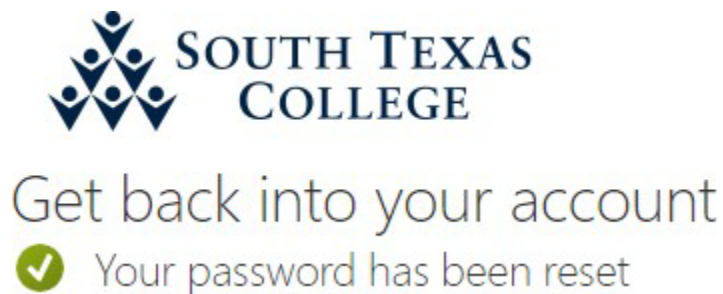 SOUTH TEXAS
COLLEGE
Get back into your account
Your password has been reset